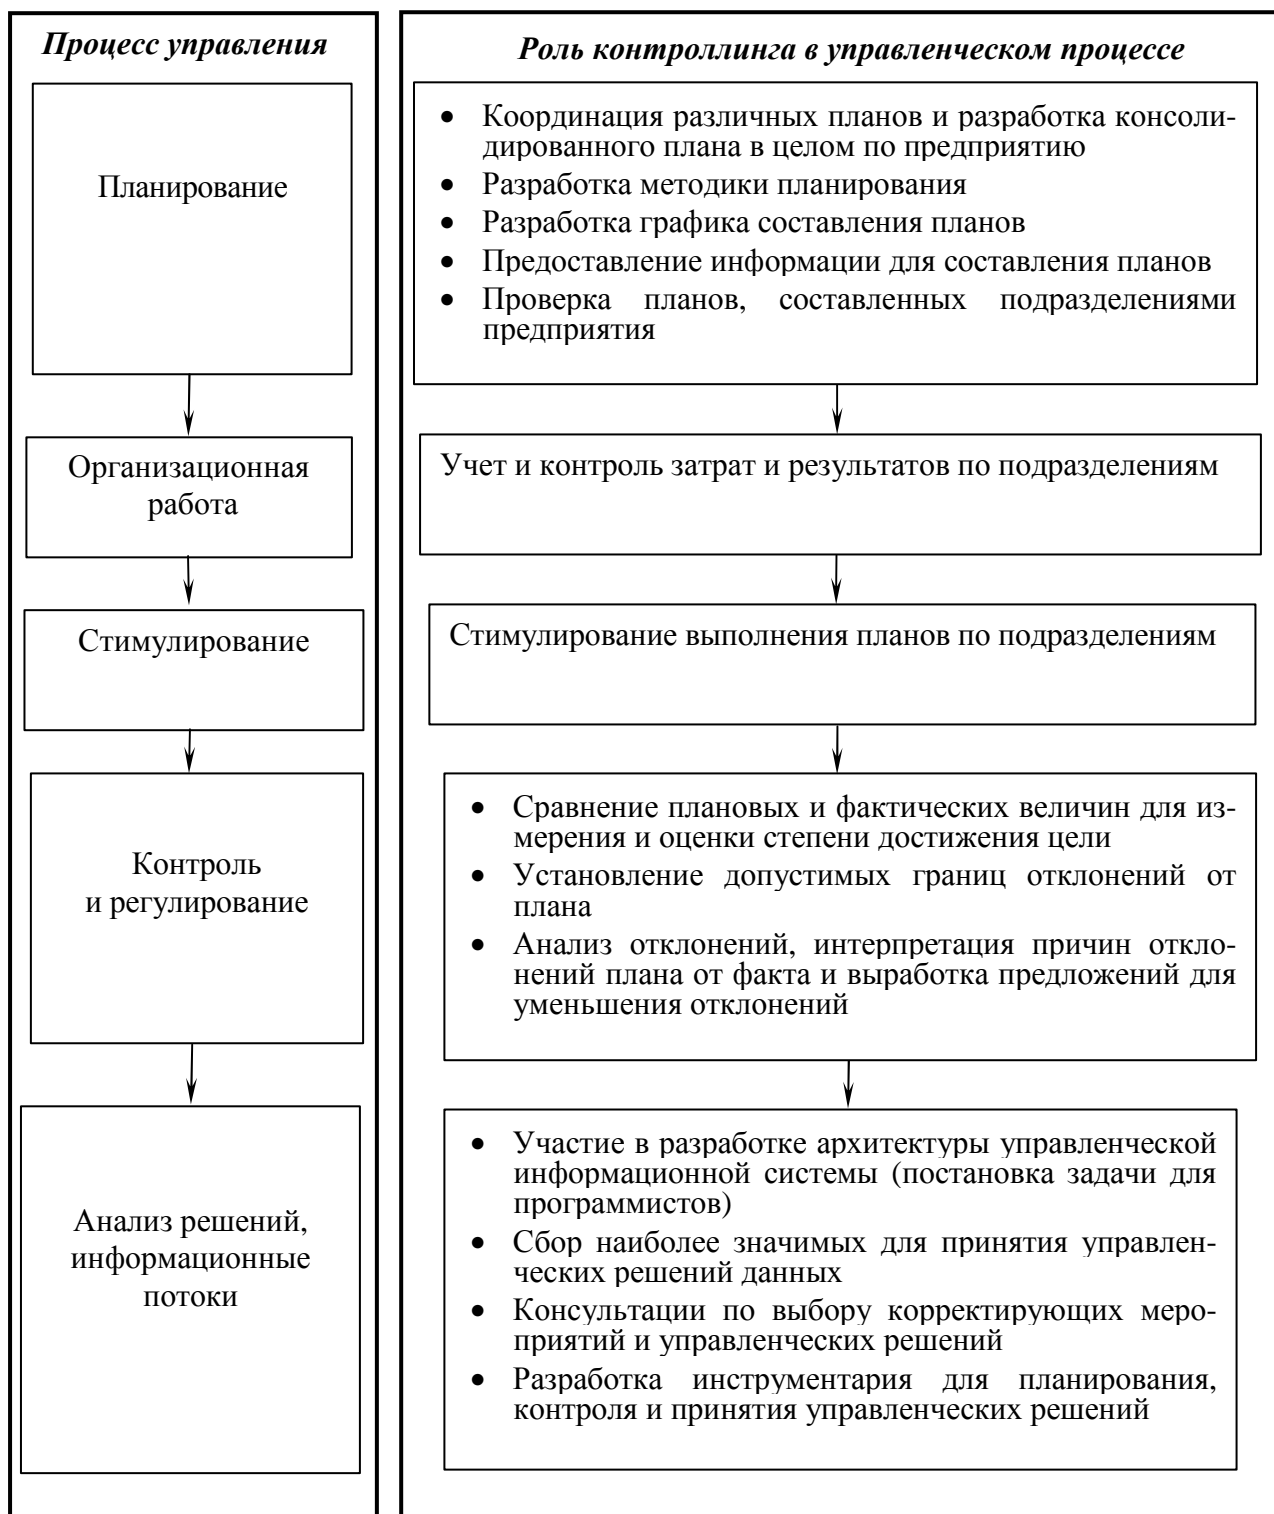 Процесс управления
Роль контроллинга в управленческом процессе
Планирование
• Координация различных планов и разработка консоли-
дированного плана в целом по предприятию
• Разработка методики планирования
• Разработка графика составления планов
• Предоставление информации для составления планов
• Проверка планов, составленных подразделениями
предприятия
Организационная
работа
Учет и контроль затрат и результатов по подразделениям
Стимулирование
Стимулирование выполнения планов по подразделениям
Контроль
и регулирование
• Сравнение плановых и фактических величин для из-
мерения и оценки степени достижения цели
• Установление допустимых границ отклонений от
плана
• Анализ отклонений, интерпретация причин откло-
нений плана от факта и выработка предложений для
уменьшения отклонений
Анализ решений,
информационные
потоки
• Участие в разработке архитектуры управленческой
информационной системы (постановка задачи для
программистов)
• Сбор наиболее значимых для принятия управлен-
ческих решений данных
• Консультации по выбору корректирующих меро-
приятий и управленческих решений
• Разработка инструментария для планирования,
контроля и принятия управленческих решений